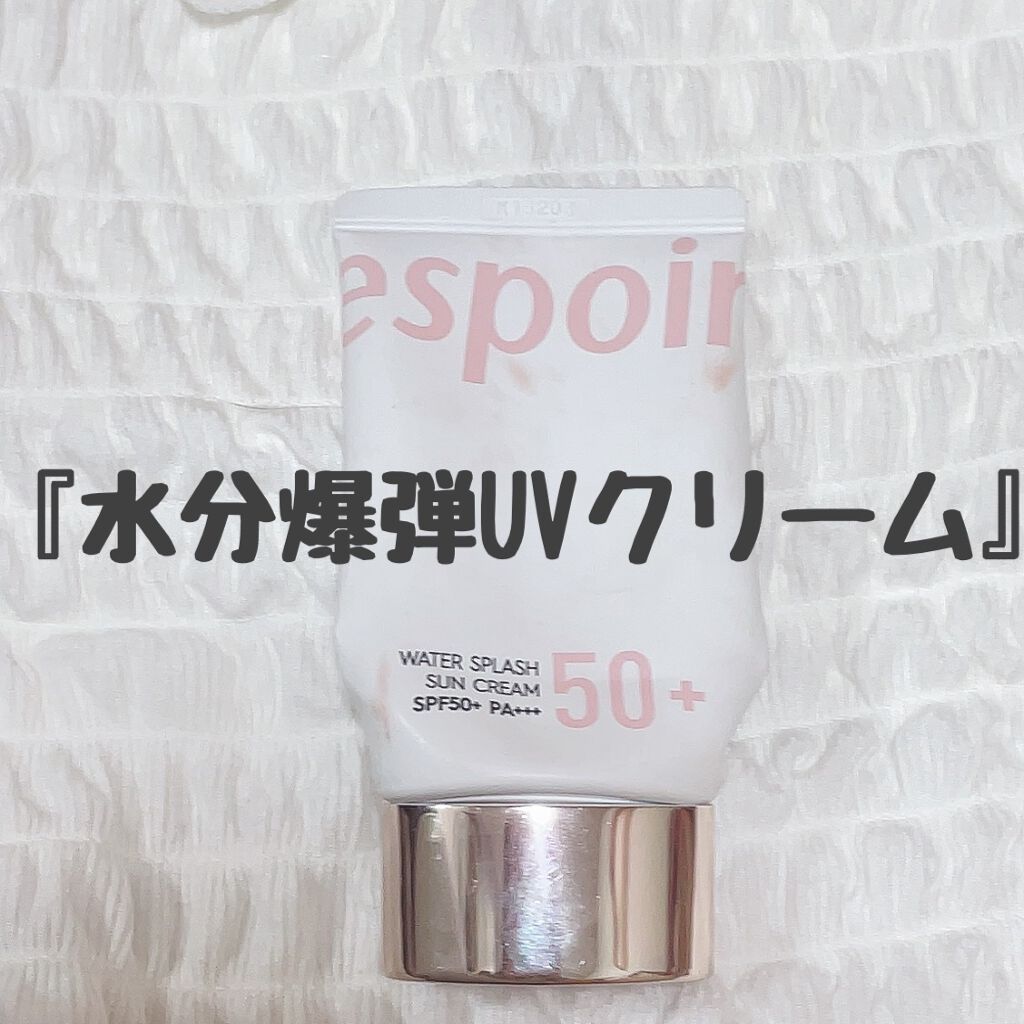 espoir
『水分爆弾UVクリーム』
WATER SPLASH
SUN CREAM
SPF50+ PA+++
50+